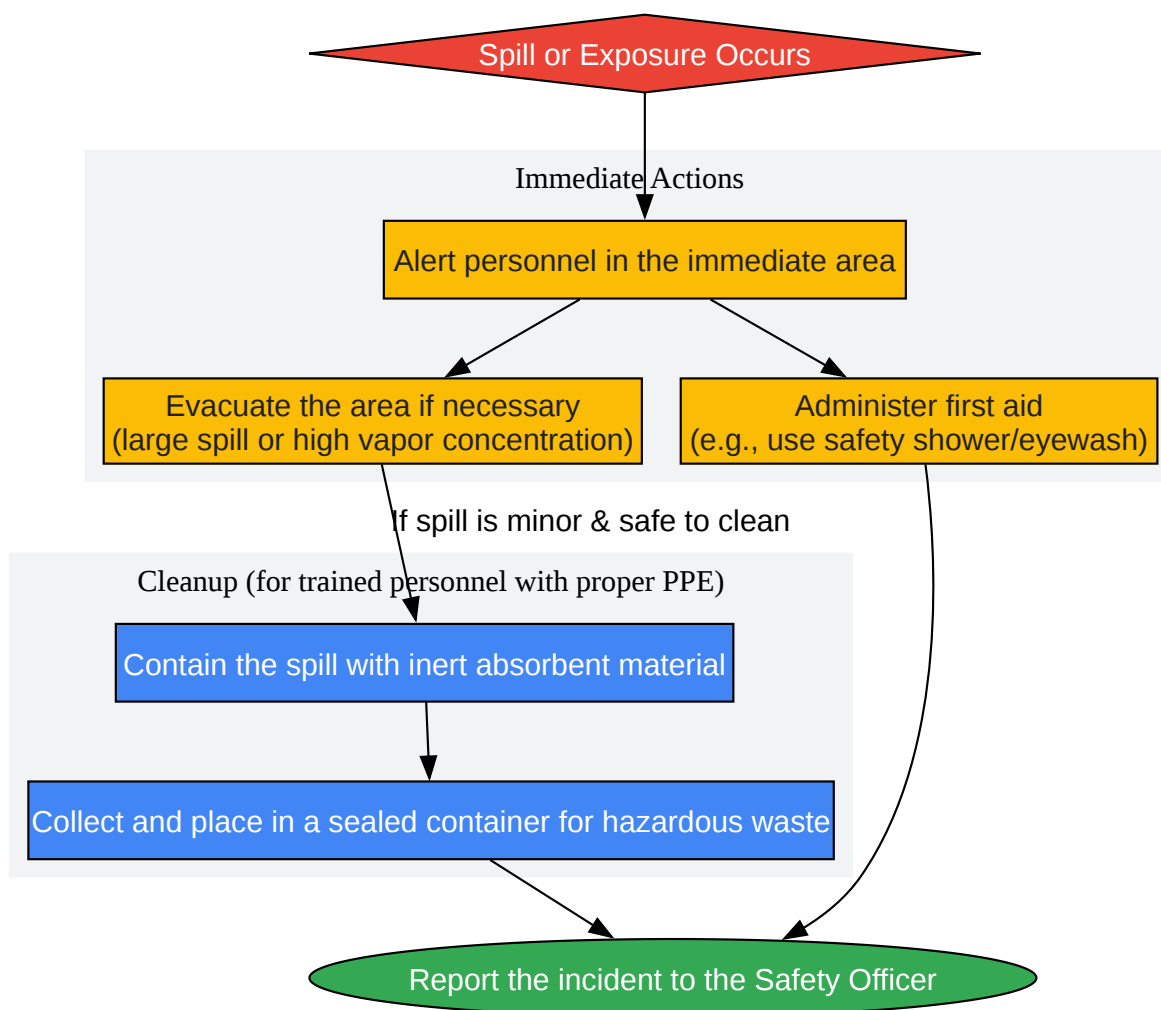 Spill or Exposure Occurs
Immediate Actions
Alert personnel in the immediate area
Evacuate the area if necessary
(large spill or high vapor concentration)
Administer first aid
(e.g., use safety shower/eyewash)
If spill is minor & safe to clean
Cleanup (for trained personnel with proper PPE)
Contain the spill with inert absorbent material
Collect and place in a sealed container for hazardous waste
Report the incident to the Safety Officer